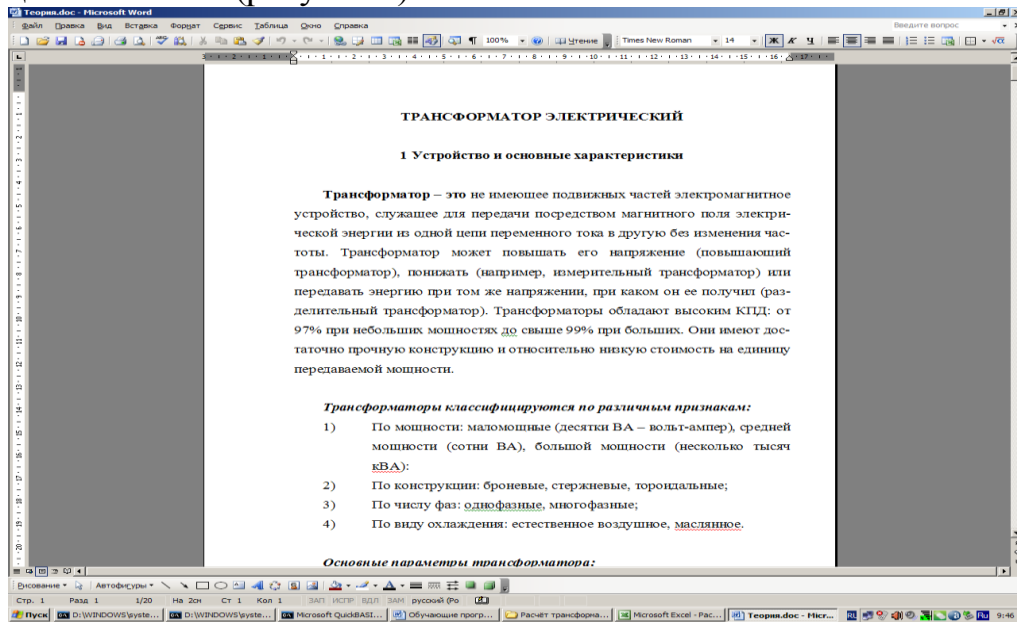 Теория.doc - Microsoft Word
Файл Правка Вид Вставка Формат Сервис Таблица Окно Справка Введите вопрос
100% Чтение Times New Roman 14 Ж К Ч
ТРАНСФОРМАТОР ЭЛЕКТРИЧЕСКИЙ
1 Устройство и основные характеристики
Трансформатор – это не имеющее подвижных частей электромагнитное
устройство, служащее для передачи посредством магнитного поля электри-
ческой энергии из одной цепи переменного тока в другую без изменения час-
тоты. Трансформатор может повышать его напряжение (повышающий
трансформатор), понижать (например, измерительный трансформатор) или
передавать энергию при том же напряжении, при каком он ее получил (раз-
делительный трансформатор). Трансформаторы обладают высоким КПД: от
97% при небольших мощностях до свыше 99% при больших. Они имеют дос-
таточно прочную конструкцию и относительно низкую стоимость на единицу
передаваемой мощности.
Трансформаторы классифицируются по различным признакам:
1) По мощности: маломощные (десятки ВА – вольт-ампер), средней
мощности (сотни ВА), большой мощности (несколько тысяч
кВА):
2) По конструкции: броневые, стержневые, тороидальные;
3) По числу фаз: однофазные, многофазные;
4) По виду охлаждения: естественное воздушное, маслянное.
Основные параметры трансформатора:
Рисование Автофигуры
Стр. 1 Разд 1 1/20 На 2см Ст 1 Кол 1 ЗАП ИСПР ВДЛ ЗАМ русский (Ро
Пуск D:\WINDOWS\syste... D:\WINDOWS\syste... Microsoft QuickBASI... Обучающие прогр... Расчёт трансформа... Microsoft Excel - Рас... Теория.doc - Micr... Ru 9:46